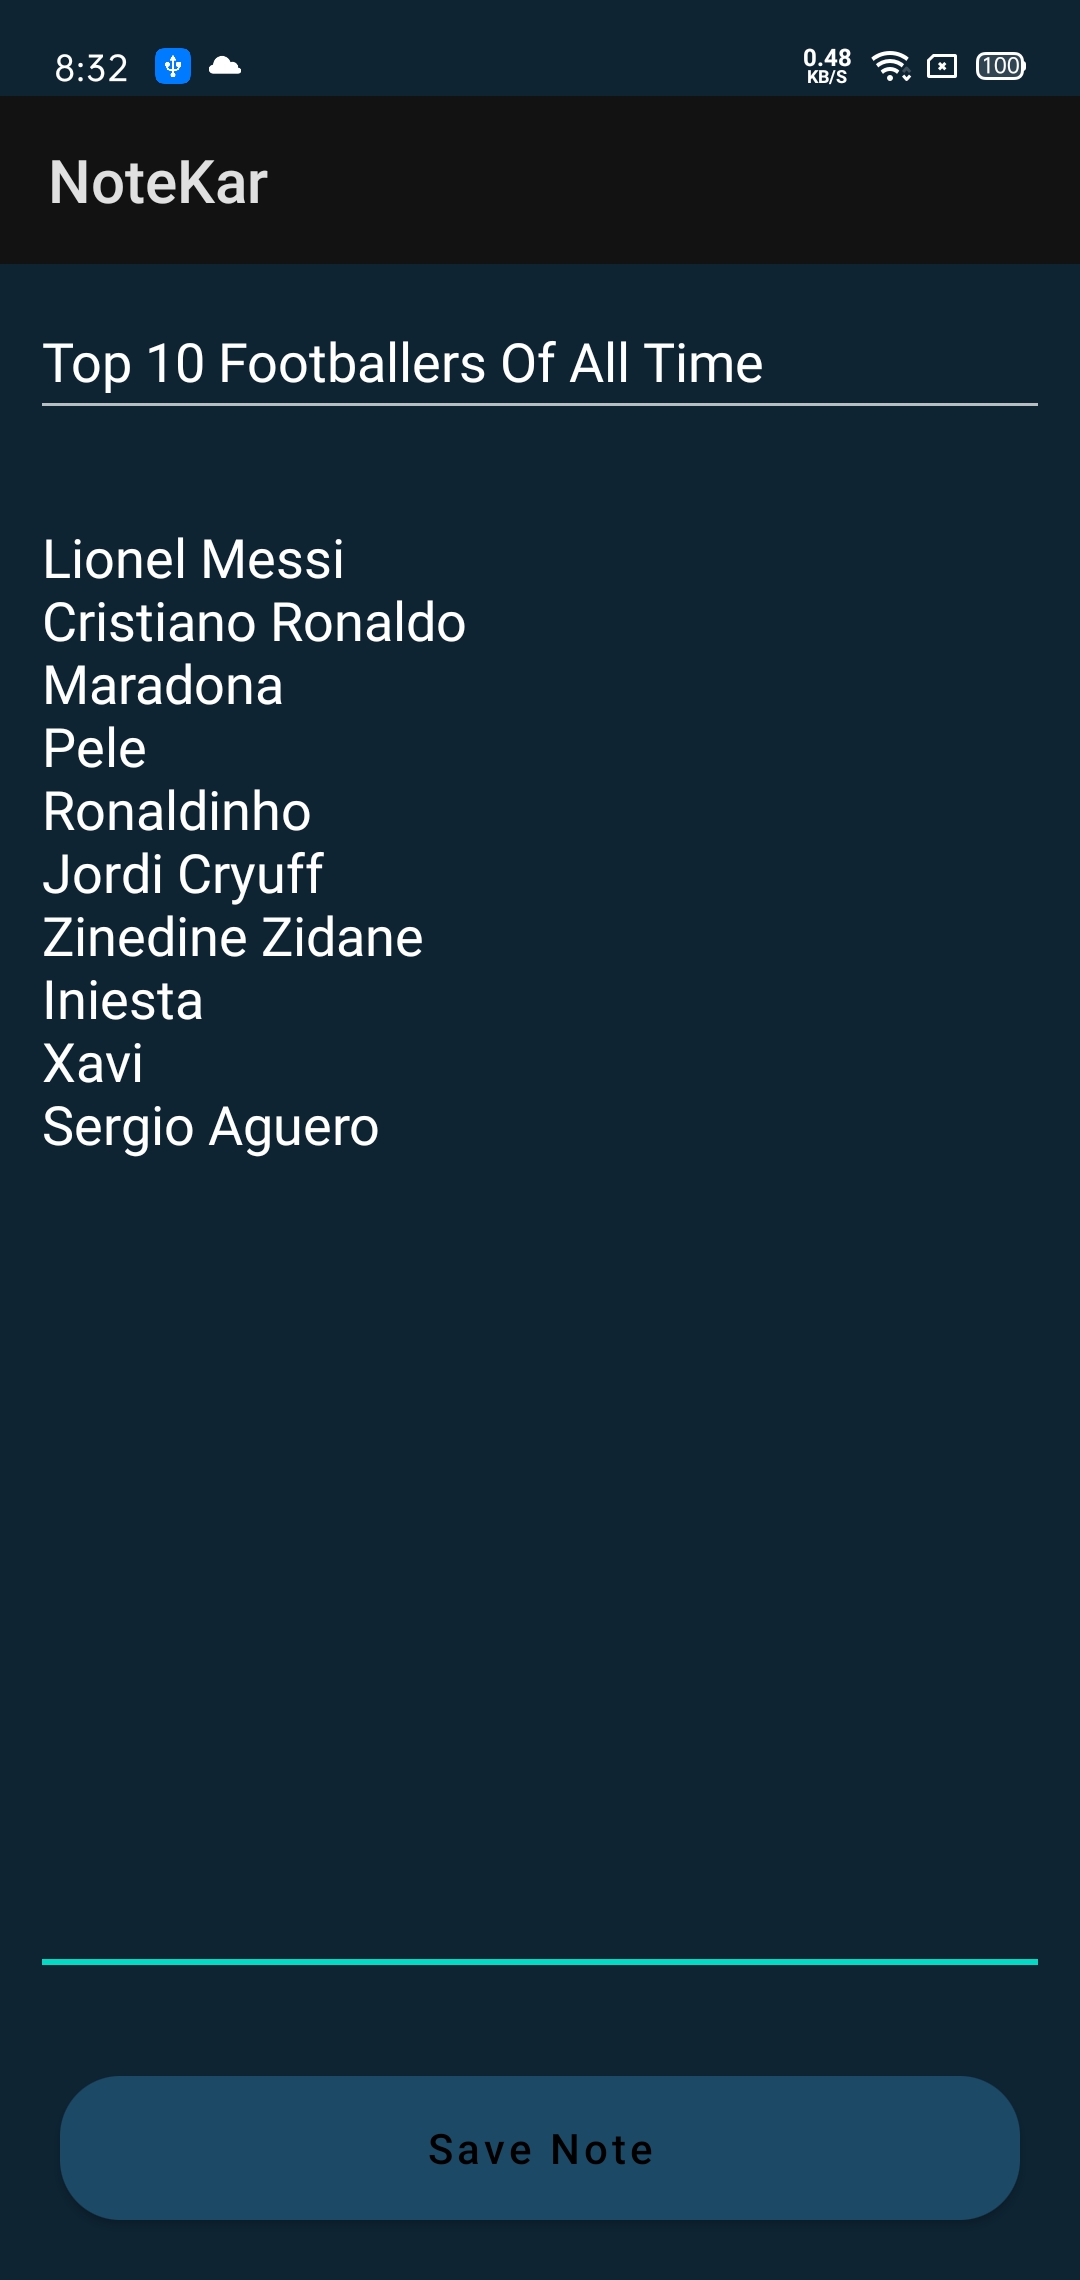 8:32 0.48 KB/S 100
NoteKar
Top 10 Footballers Of All Time
Lionel Messi
Cristiano Ronaldo
Maradona
Pele
Ronaldinho
Jordi Cryuff
Zinedine Zidane
Iniesta
Xavi
Sergio Aguero
Save Note